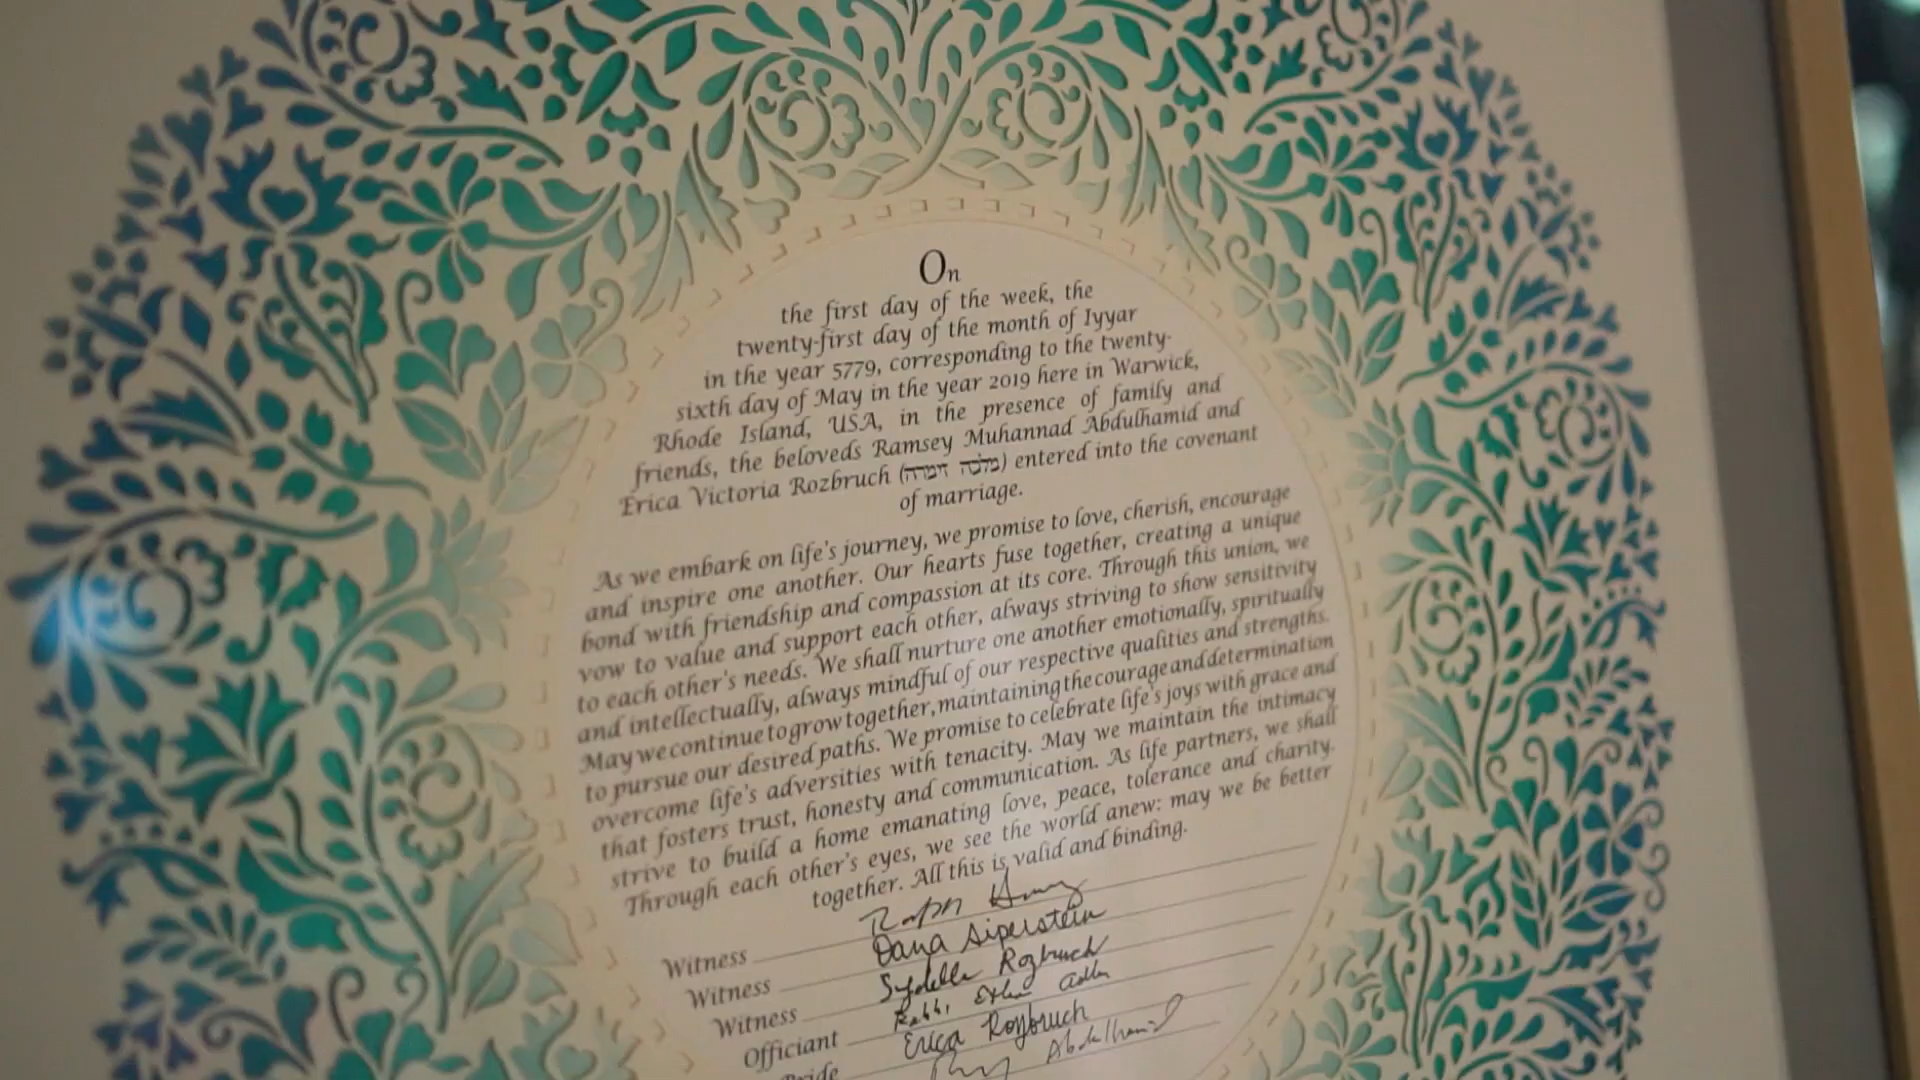 On
the first day of the week, the
twenty-first day of the month of Iyyar
in the year 5779, corresponding to the twenty-
sixth day of May in the year 2019 here in Warwick,
Rhode Island, USA, in the presence of family and
friends, the beloveds Ramsey Muhannad Abdulhamid and
Erica Victoria Rozbruch (מלכה זימרה) entered into the covenant
of marriage.
As we embark on life's journey, we promise to love, cherish, encourage
and inspire one another. Our hearts fuse together, creating a unique
bond with friendship and compassion at its core. Through this union, we
vow to value and support each other, always striving to show sensitivity
to each other's needs. We shall nurture one another emotionally, spiritually
and intellectually, always mindful of our respective qualities and strengths.
May we continue to grow together, maintaining the courage and determination
to pursue our desired paths. We promise to celebrate life's joys with grace and
overcome life's adversities with tenacity. May we maintain the intimacy
that fosters trust, honesty and communication. As life partners, we shall
strive to build a home emanating love, peace, tolerance and charity.
Through each other's eyes, we see the world anew: may we be better
together. All this is valid and binding.
Witness Ralph
Witness Dana Siperstein
Witness Sydelle Rozbruch
Officiant Rabbi
Bride Erica Rozbruch
Abdulhamid